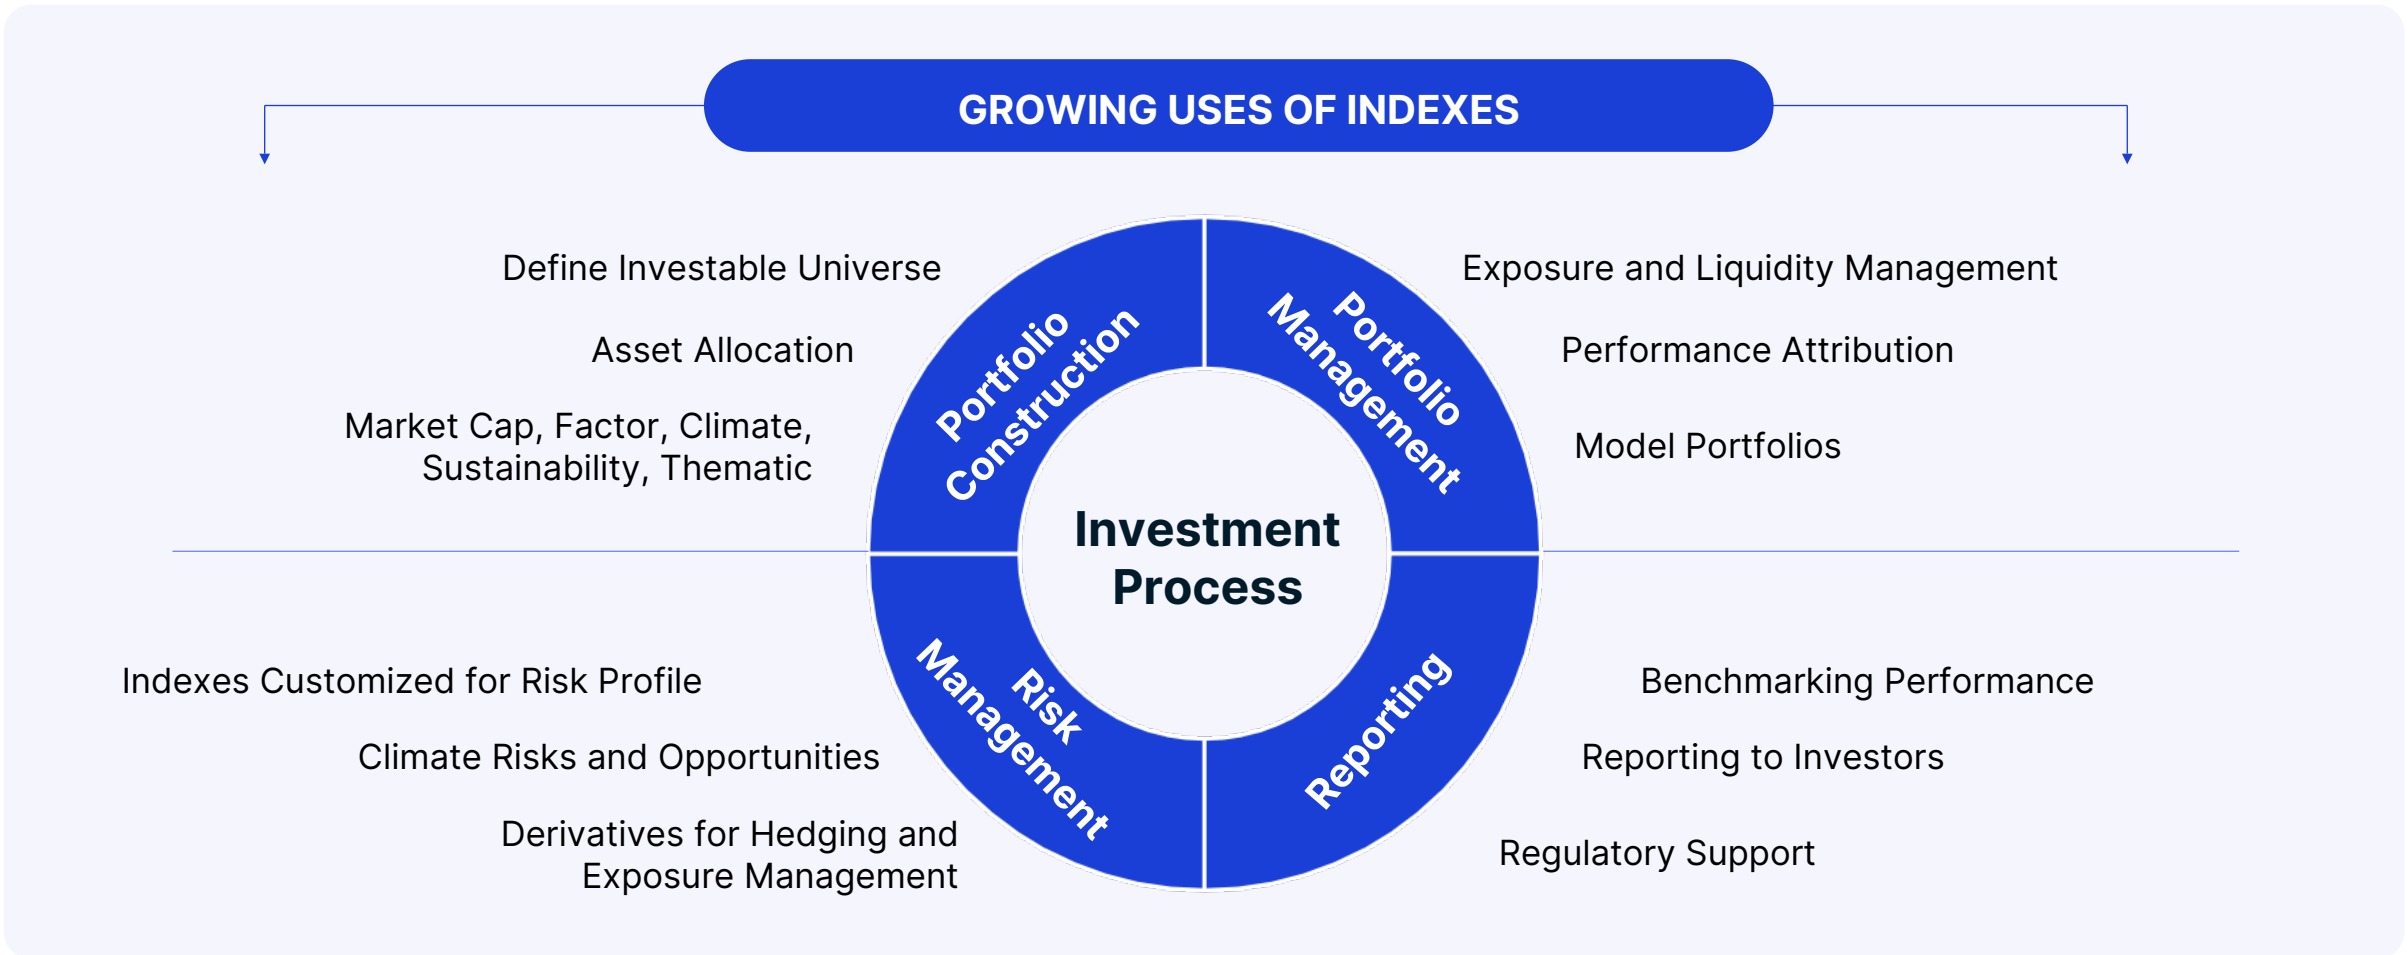 GROWING USES OF INDEXES
Define Investable Universe
Asset Allocation
Market Cap, Factor, Climate,
Sustainability, Thematic
Portfolio
Construction
Portfolio
Management
Exposure and Liquidity Management
Performance Attribution
Model Portfolios
Investment
Process
Indexes Customized for Risk Profile
Climate Risks and Opportunities
Derivatives for Hedging and
Exposure Management
Risk
Management
Reporting
Benchmarking Performance
Reporting to Investors
Regulatory Support